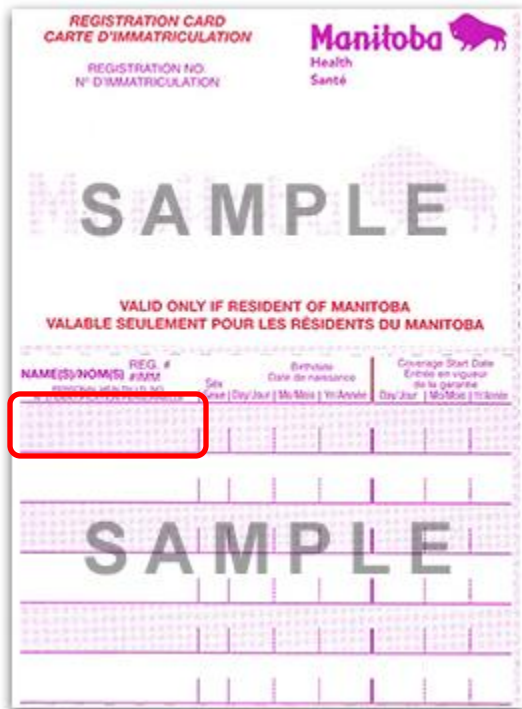 REGISTRATION CARD
CARTE D'IMMATRICULATION
REGISTRATION NO.
N° D'IMMATRICULATION
Manitoba
Health
Santé
SAMPLE
VALID ONLY IF RESIDENT OF MANITOBA
VALABLE SEULEMENT POUR LES RÉSIDENTS DU MANITOBA
NAME(S)/NOM(S) REG. # #IMM
Sex Birthdate Coverage Start Date
Date de naissance Entrée en vigueur
de la garantie
Day/Jour Mo/Mois Yr/Année Day/Jour Mo/Mois Yr/Année
SAMPLE